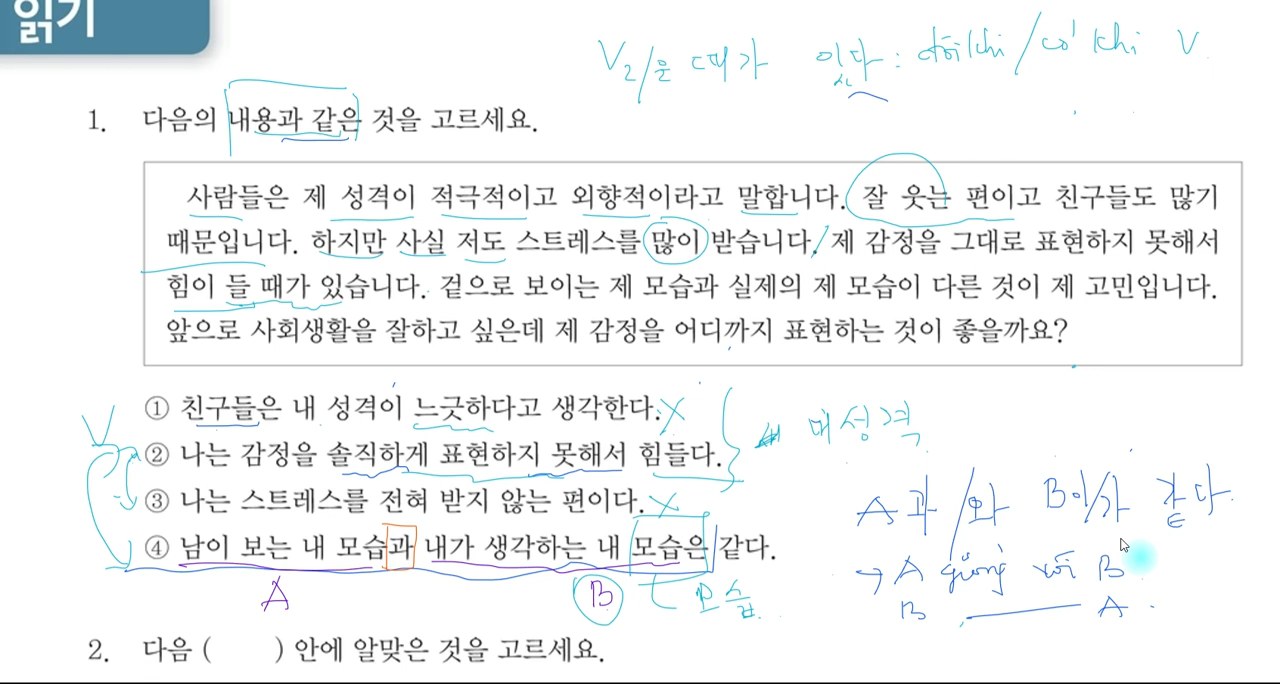 읽기
V2/은 때가 있다: đôi khi / có khi V
1. 다음의 내용과 같은 것을 고르세요.
사람들은 제 성격이 적극적이고 외향적이라고 말합니다. 잘 웃는 편이고 친구들도 많기
때문입니다. 하지만 사실 저도 스트레스를 많이 받습니다. 제 감정을 그대로 표현하지 못해서
힘이 들 때가 있습니다. 겉으로 보이는 제 모습과 실제의 제 모습이 다른 것이 제 고민입니다.
앞으로 사회생활을 잘하고 싶은데 제 감정을 어디까지 표현하는 것이 좋을까요?
① 친구들은 내 성격이 느긋하다고 생각한다. X
내 성격
② 나는 감정을 솔직하게 표현하지 못해서 힘들다.
③ 나는 스트레스를 전혀 받지 않는 편이다. X
④ 남이 보는 내 모습과 내가 생각하는 내 모습은 같다.
A B 모습
A과/와 B이/가 같다.
→ A giống với B
B A.
2. 다음 ( ) 안에 알맞은 것을 고르세요.